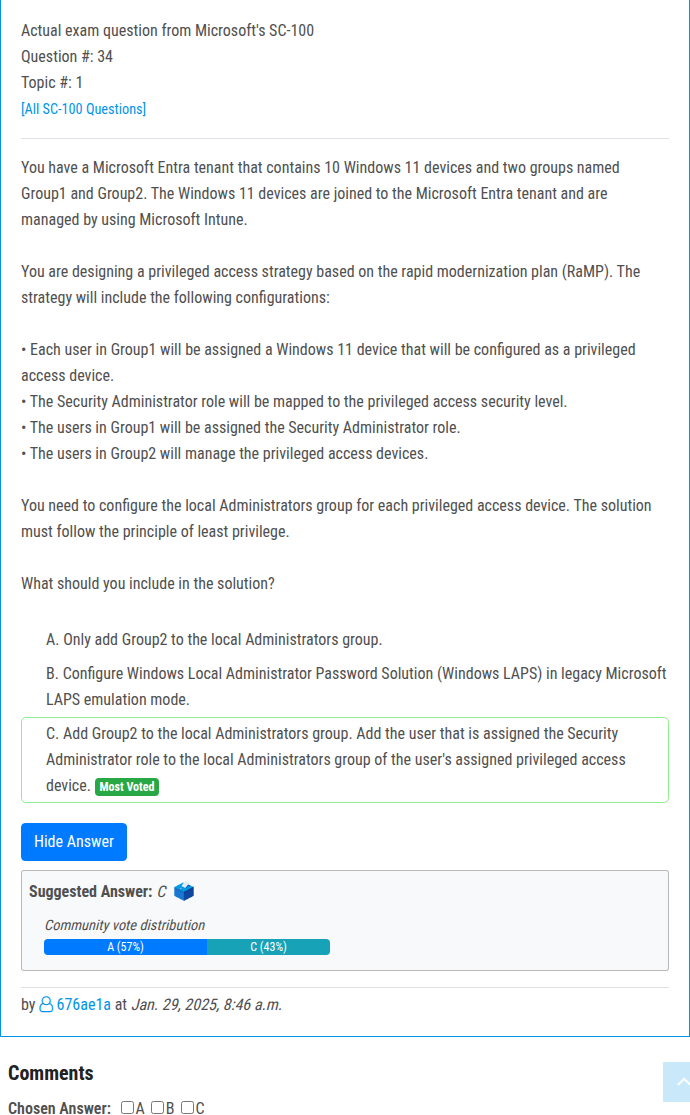 Actual exam question from Microsoft's SC-100
Question #: 34
Topic #: 1
[All SC-100 Questions]
You have a Microsoft Entra tenant that contains 10 Windows 11 devices and two groups named
Group1 and Group2. The Windows 11 devices are joined to the Microsoft Entra tenant and are
managed by using Microsoft Intune.
You are designing a privileged access strategy based on the rapid modernization plan (RaMP). The
strategy will include the following configurations:
• Each user in Group1 will be assigned a Windows 11 device that will be configured as a privileged
access device.
• The Security Administrator role will be mapped to the privileged access security level.
• The users in Group1 will be assigned the Security Administrator role.
• The users in Group2 will manage the privileged access devices.
You need to configure the local Administrators group for each privileged access device. The solution
must follow the principle of least privilege.
What should you include in the solution?
A. Only add Group2 to the local Administrators group.
B. Configure Windows Local Administrator Password Solution (Windows LAPS) in legacy Microsoft
LAPS emulation mode.
C. Add Group2 to the local Administrators group. Add the user that is assigned the Security
Administrator role to the local Administrators group of the user's assigned privileged access
device. Most Voted
Hide Answer
Suggested Answer: C
Community vote distribution
A (57%) C (43%)
by 676ae1a at Jan. 29, 2025, 8:46 a.m.
Comments
Chosen Answer: A B C